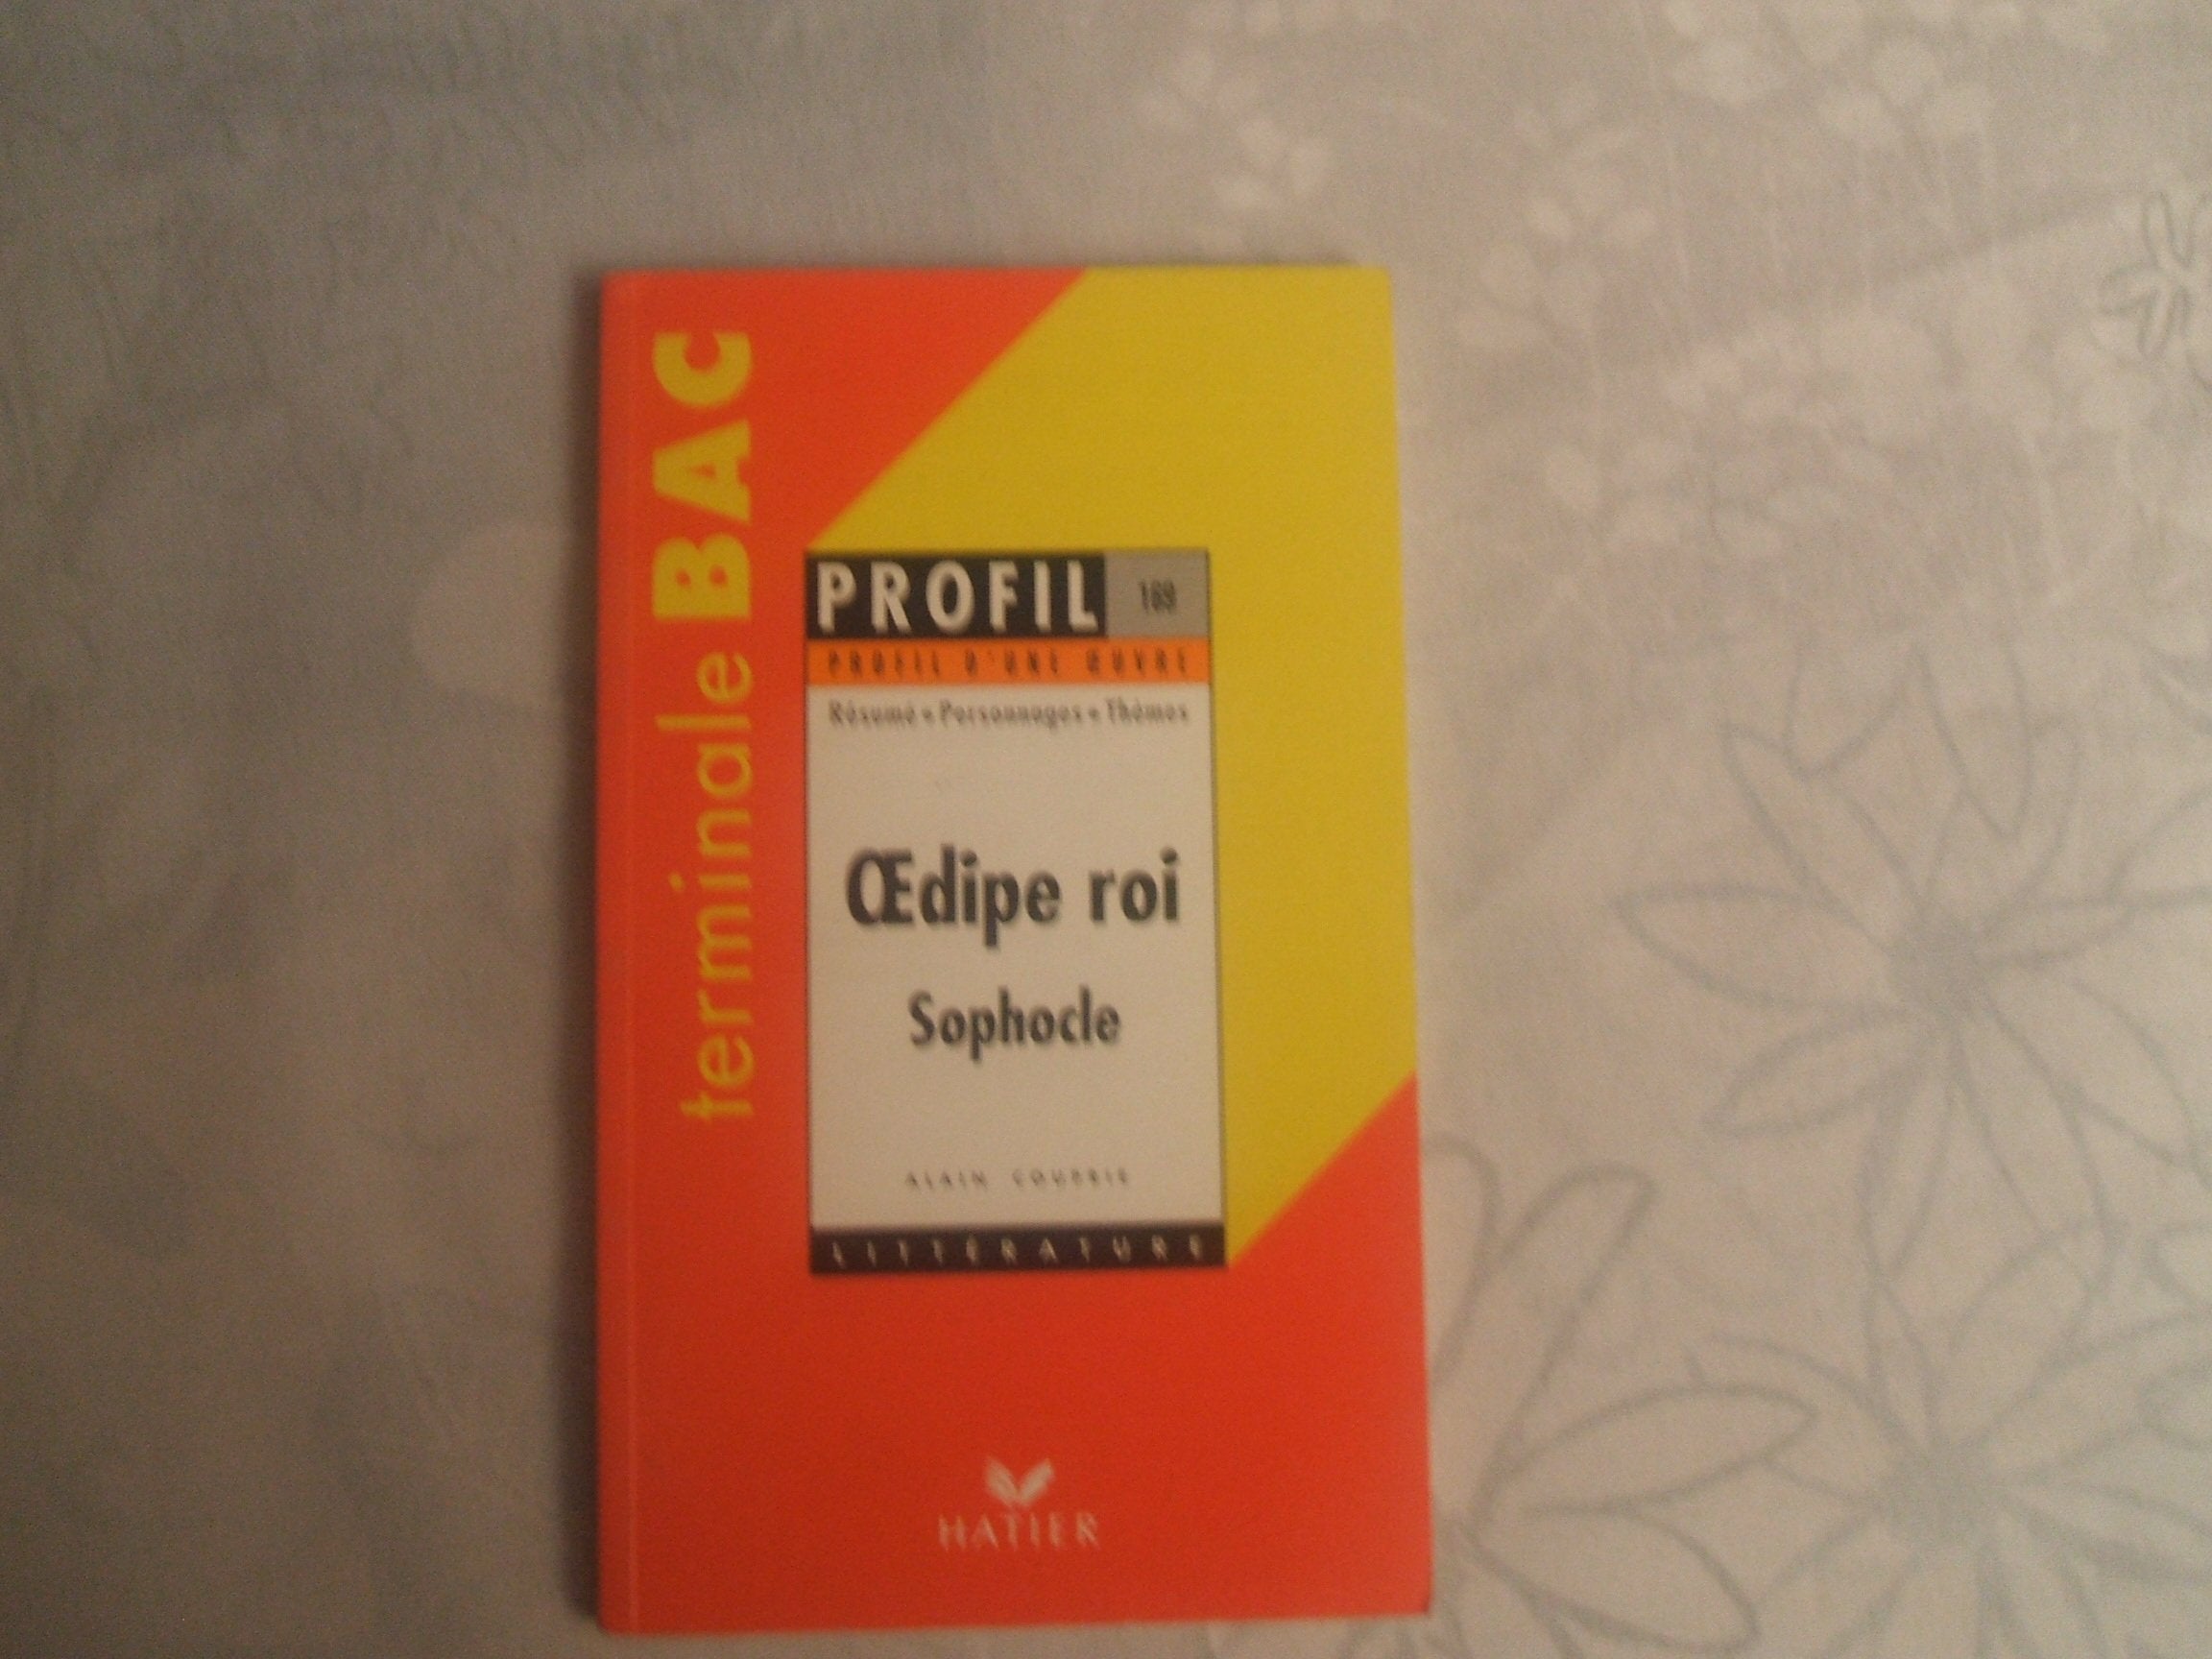 terminale BAC
PROFIL 189
PROFIL D'UNE ŒUVRE
Résumé • Personnages • Thèmes
Œdipe roi
Sophocle
ALAIN COUPRIE
LITTÉRATURE
HATIER